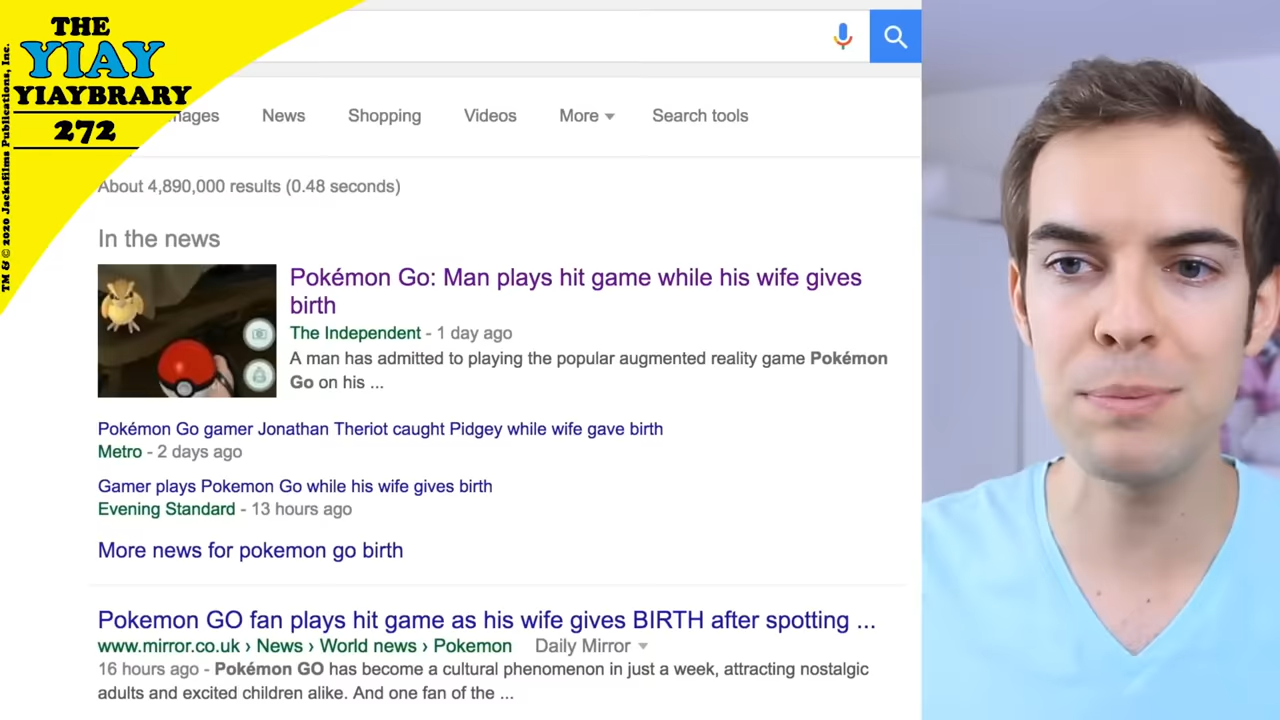 THE
YIAY
YIAYBRARY
272
TM & © 2020 Jacksfilms Publications, Inc.
News Shopping Videos More Search tools
About 4,890,000 results (0.48 seconds)
In the news
Pokémon Go: Man plays hit game while his wife gives
birth
The Independent - 1 day ago
A man has admitted to playing the popular augmented reality game Pokémon
Go on his ...
Pokémon Go gamer Jonathan Theriot caught Pidgey while wife gave birth
Metro - 2 days ago
Gamer plays Pokemon Go while his wife gives birth
Evening Standard - 13 hours ago
More news for pokemon go birth
Pokemon GO fan plays hit game as his wife gives BIRTH after spotting ...
www.mirror.co.uk › News › World news › Pokemon Daily Mirror
16 hours ago - Pokémon GO has become a cultural phenomenon in just a week, attracting nostalgic
adults and excited children alike. And one fan of the ...